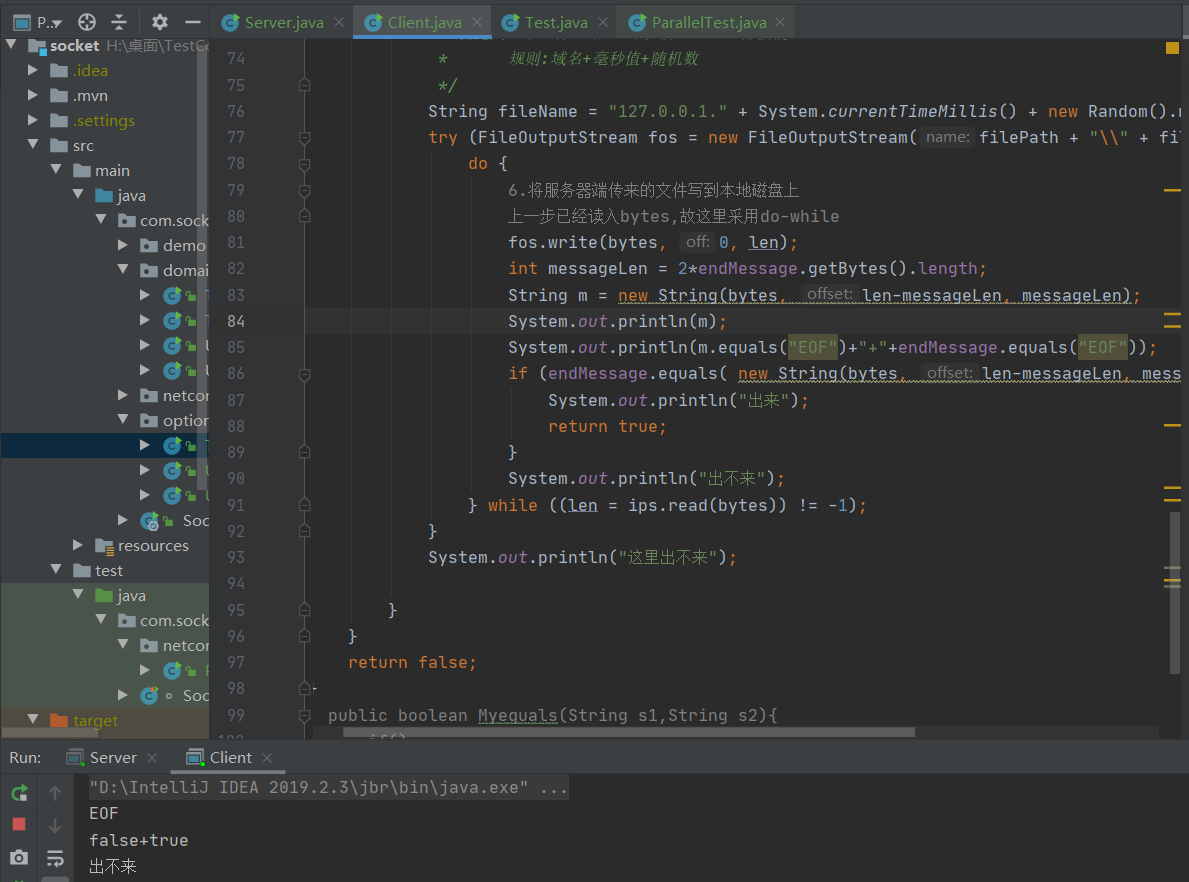 P..
Server.java
Client.java
Test.java
ParallelTest.java
socket H:\桌面\TestCo
.idea
.mvn
.settings
src
main
java
com.sock
demo
domai
netcor
option
Soc
resources
test
java
com.sock
netcor
Soc
target
74 * 规则:域名+毫秒值+随机数
75 */
76 String fileName = "127.0.0.1." + System.currentTimeMillis() + new Random().
77 try (FileOutputStream fos = new FileOutputStream( name: filePath + "\\" + fil
78 do {
79 6.将服务器端传来的文件写到本地磁盘上
80 上一步已经读入bytes,故这里采用do-while
81 fos.write(bytes, off: 0, len);
82 int messageLen = 2*endMessage.getBytes().length;
83 String m = new String(bytes, offset: len-messageLen, messageLen);
84 System.out.println(m);
85 System.out.println(m.equals("EOF")+"+"+endMessage.equals("EOF"));
86 if (endMessage.equals( new String(bytes, offset: len-messageLen, mess
87 System.out.println("出来");
88 return true;
89 }
90 System.out.println("出不来");
91 } while ((len = ips.read(bytes)) != -1);
92 }
93 System.out.println("这里出不来");
94
95 }
96 }
97 return false;
98
99 public boolean Myequals(String s1,String s2){
Run: Server Client
"D:\IntelliJ IDEA 2019.2.3\jbr\bin\java.exe" ...
EOF
false+true
出不来